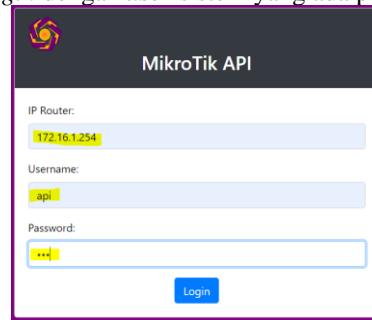 MikroTik API
IP Router:
172.16.1.254
Username:
api
Password:
•••
Login